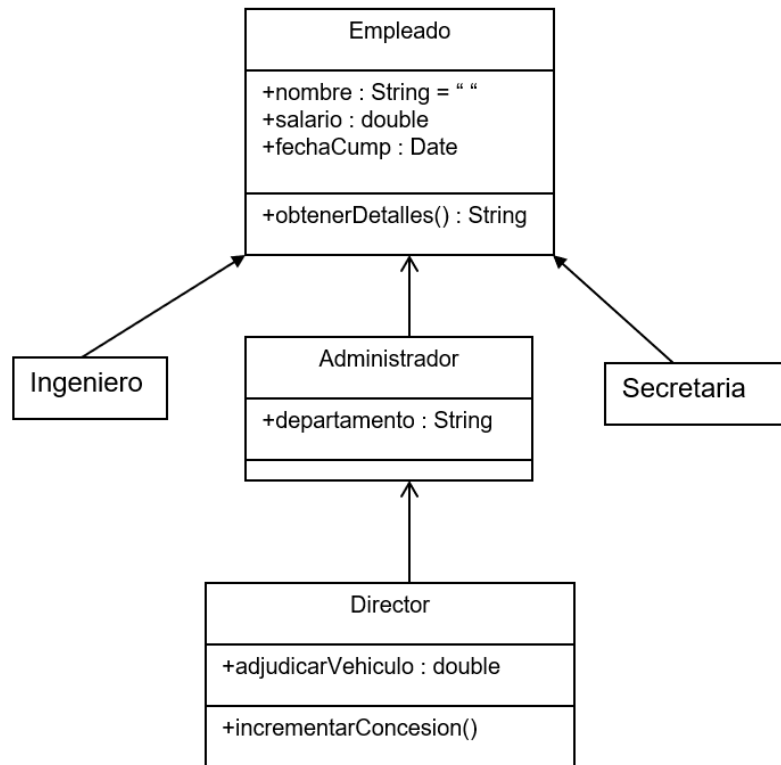 Empleado
+nombre : String = “ “
+salario : double
+fechaCump : Date
+obtenerDetalles() : String
Ingeniero
Administrador
+departamento : String
Secretaria
Director
+adjudicarVehiculo : double
+incrementarConcesion()